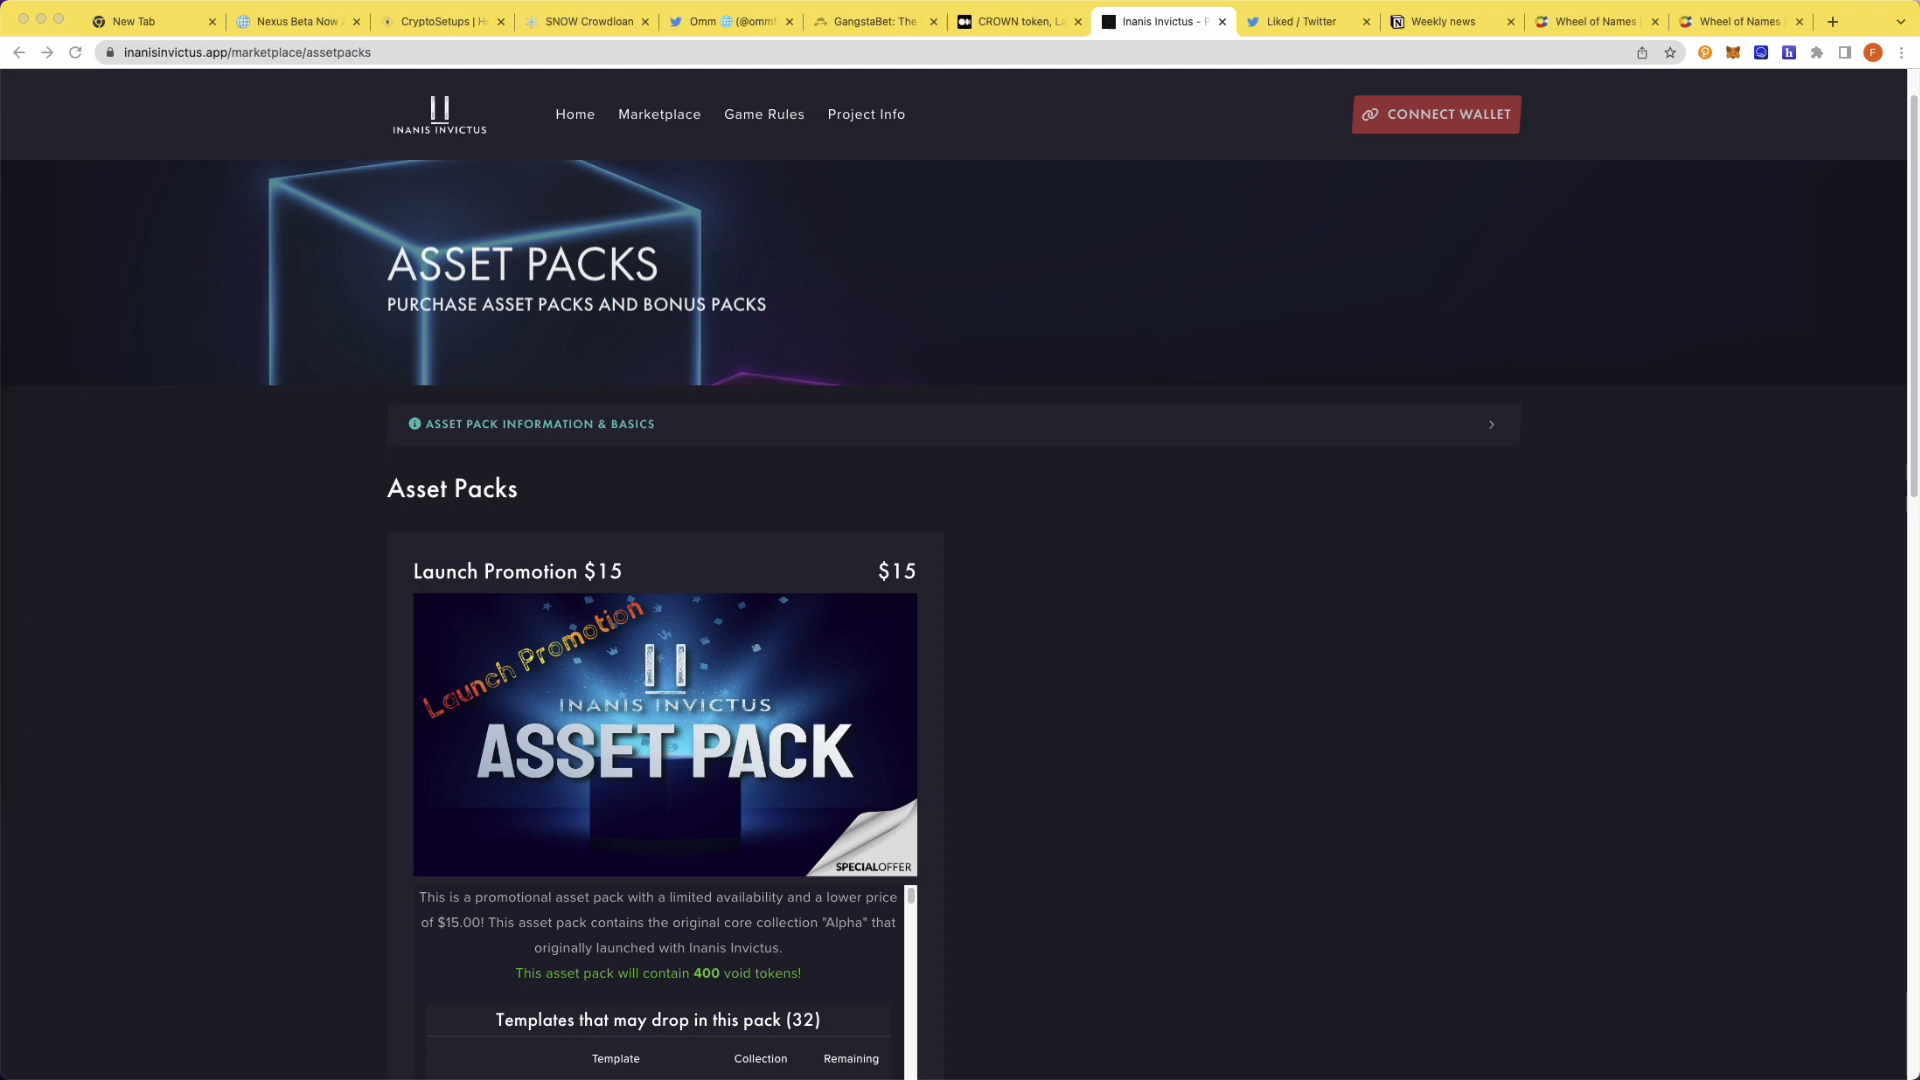 New Tab
Nexus Beta Now
CryptoSetups | H
SNOW Crowdloan
Omm (@omm
GangstaBet: The
CROWN token, La
Inanis Invictus - P
Liked / Twitter
Weekly news
Wheel of Names
Wheel of Names
inanisinvictus.app/marketplace/assetpacks
INANIS INVICTUS
Home
Marketplace
Game Rules
Project Info
CONNECT WALLET
ASSET PACKS
PURCHASE ASSET PACKS AND BONUS PACKS
ASSET PACK INFORMATION & BASICS
Asset Packs
Launch Promotion $15
$15
Launch Promotion
INANIS INVICTUS
ASSET PACK
SPECIALOFFER
This is a promotional asset pack with a limited availability and a lower price
of $15.00! This asset pack contains the original core collection "Alpha" that
originally launched with Inanis Invictus.
This asset pack will contain 400 void tokens!
Templates that may drop in this pack (32)
Template
Collection
Remaining